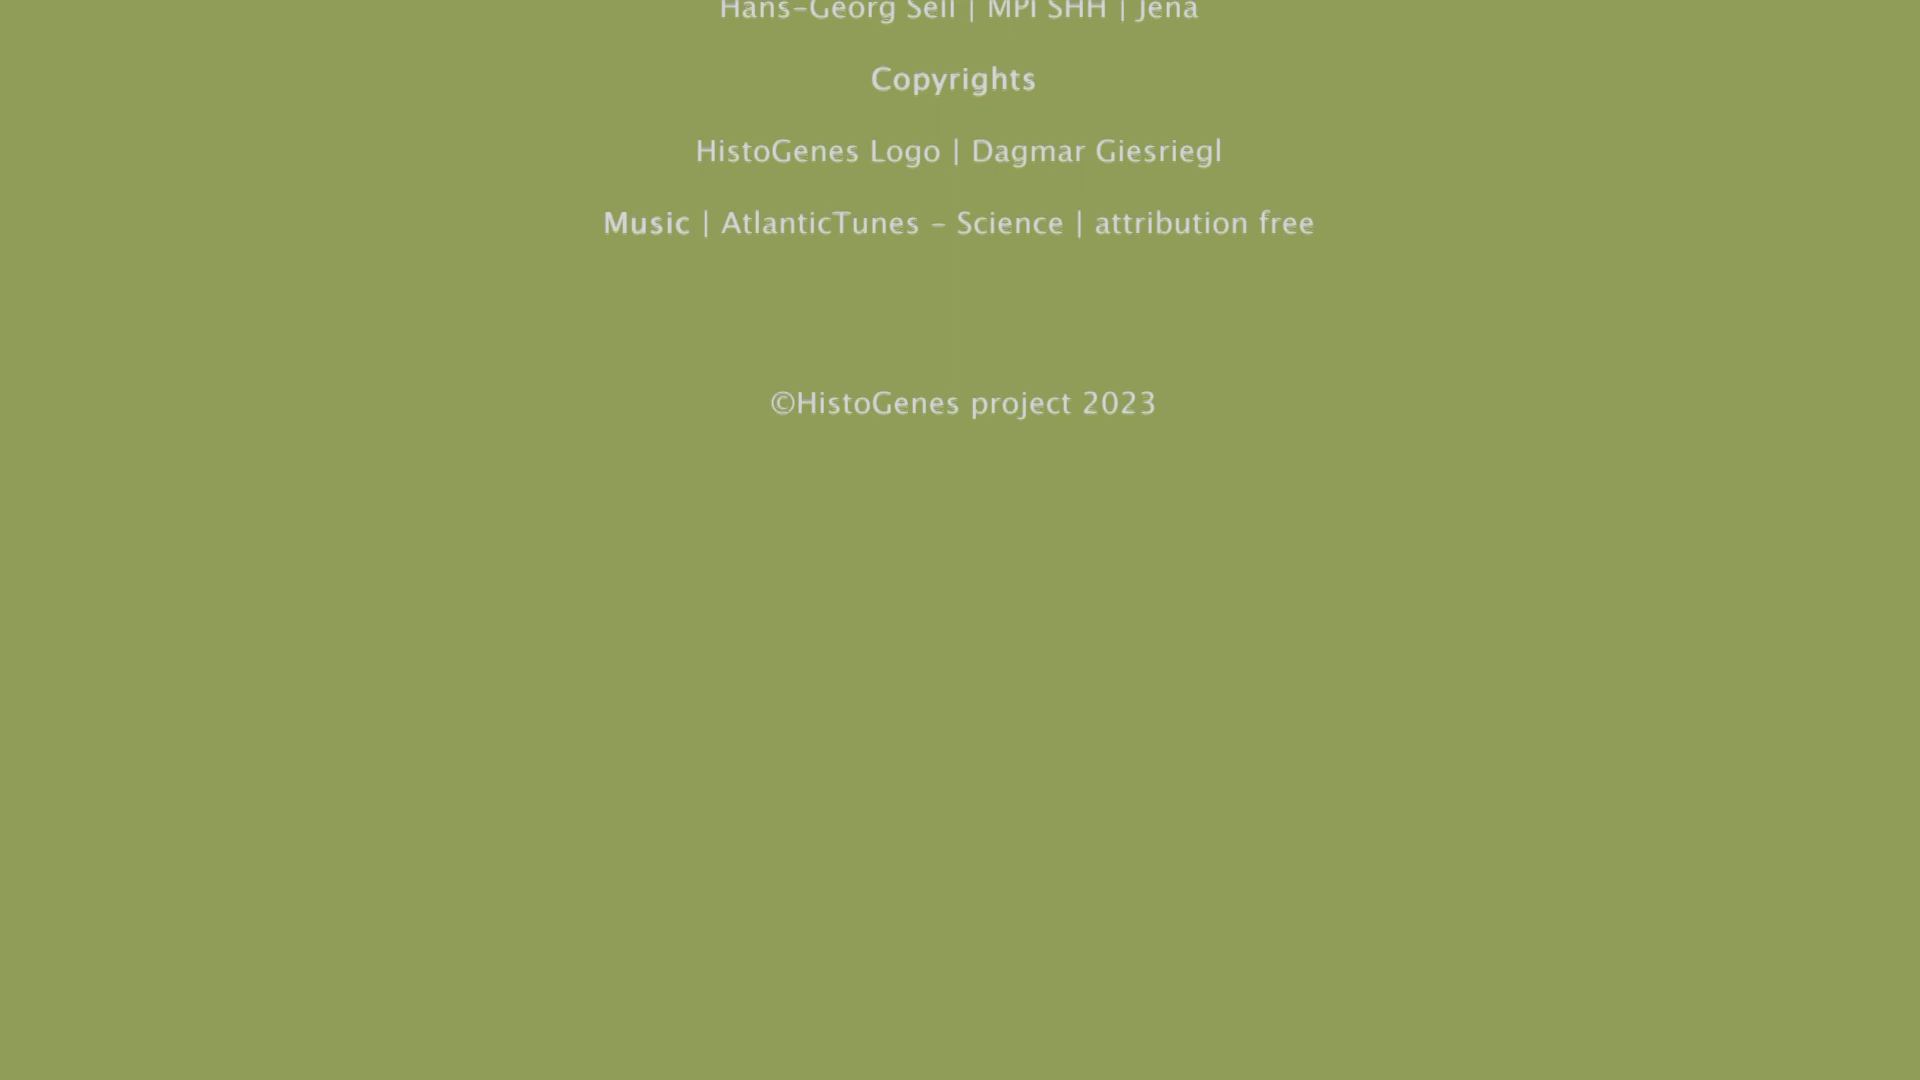 Hans-Georg Sell | MPI SHH | Jena
Copyrights
HistoGenes Logo | Dagmar Giesriegl
Music | AtlanticTunes - Science | attribution free
©HistoGenes project 2023